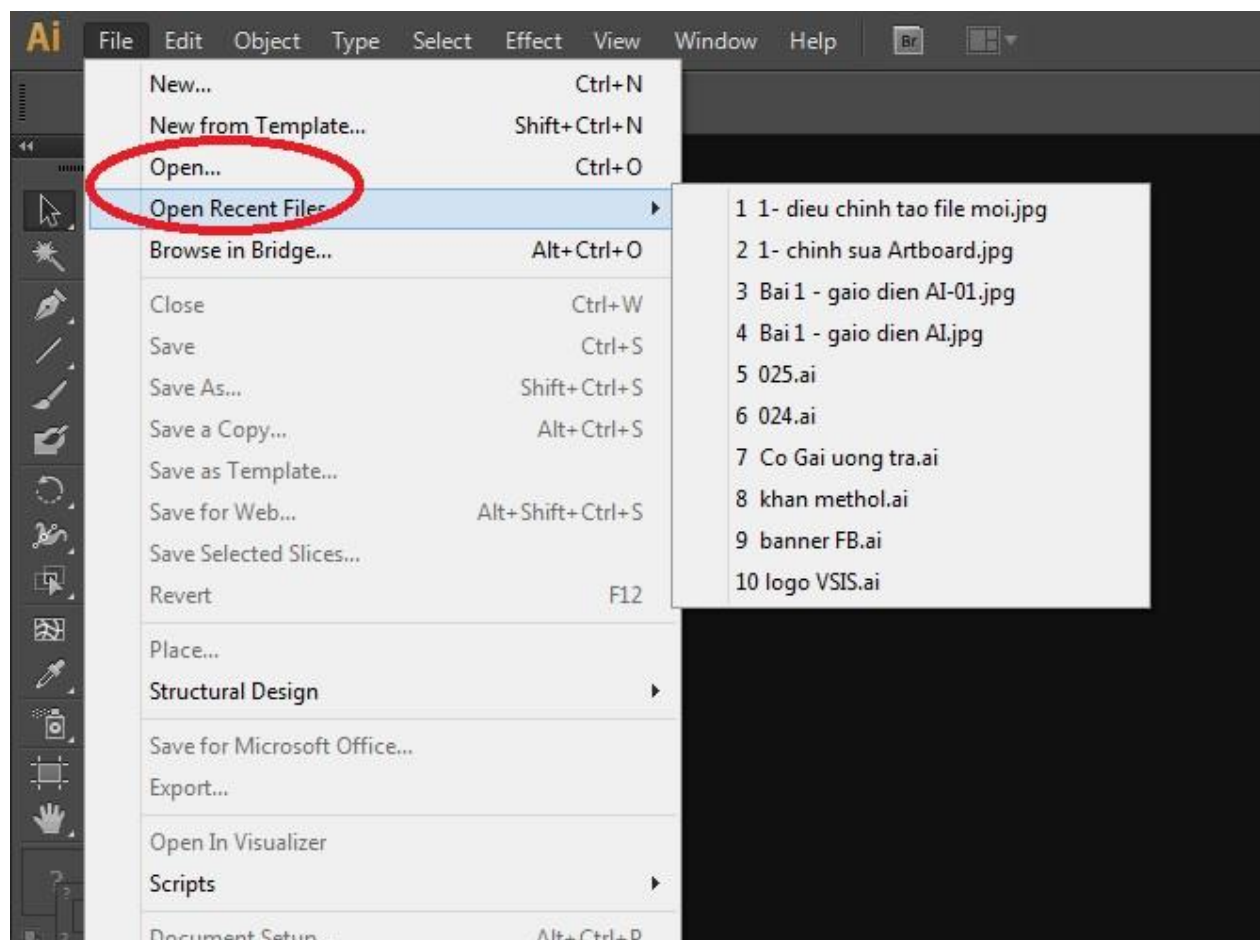 Ai File Edit Object Type Select Effect View Window Help Br
New... Ctrl+N
New from Template... Shift+Ctrl+N
Open... Ctrl+O
Open Recent Files
Browse in Bridge... Alt+Ctrl+O
Close Ctrl+W
Save Ctrl+S
Save As... Shift+Ctrl+S
Save a Copy... Alt+Ctrl+S
Save as Template...
Save for Web... Alt+Shift+Ctrl+S
Save Selected Slices...
Revert F12
Place...
Structural Design
Save for Microsoft Office...
Export...
Open In Visualizer
Scripts
Document Setup... Alt+Ctrl+P
1 1- dieu chinh tao file moi.jpg
2 1- chinh sua Artboard.jpg
3 Bai 1 - gaio dien AI-01.jpg
4 Bai 1 - gaio dien AI.jpg
5 025.ai
6 024.ai
7 Co Gai uong tra.ai
8 khan methol.ai
9 banner FB.ai
10 logo VSIS.ai